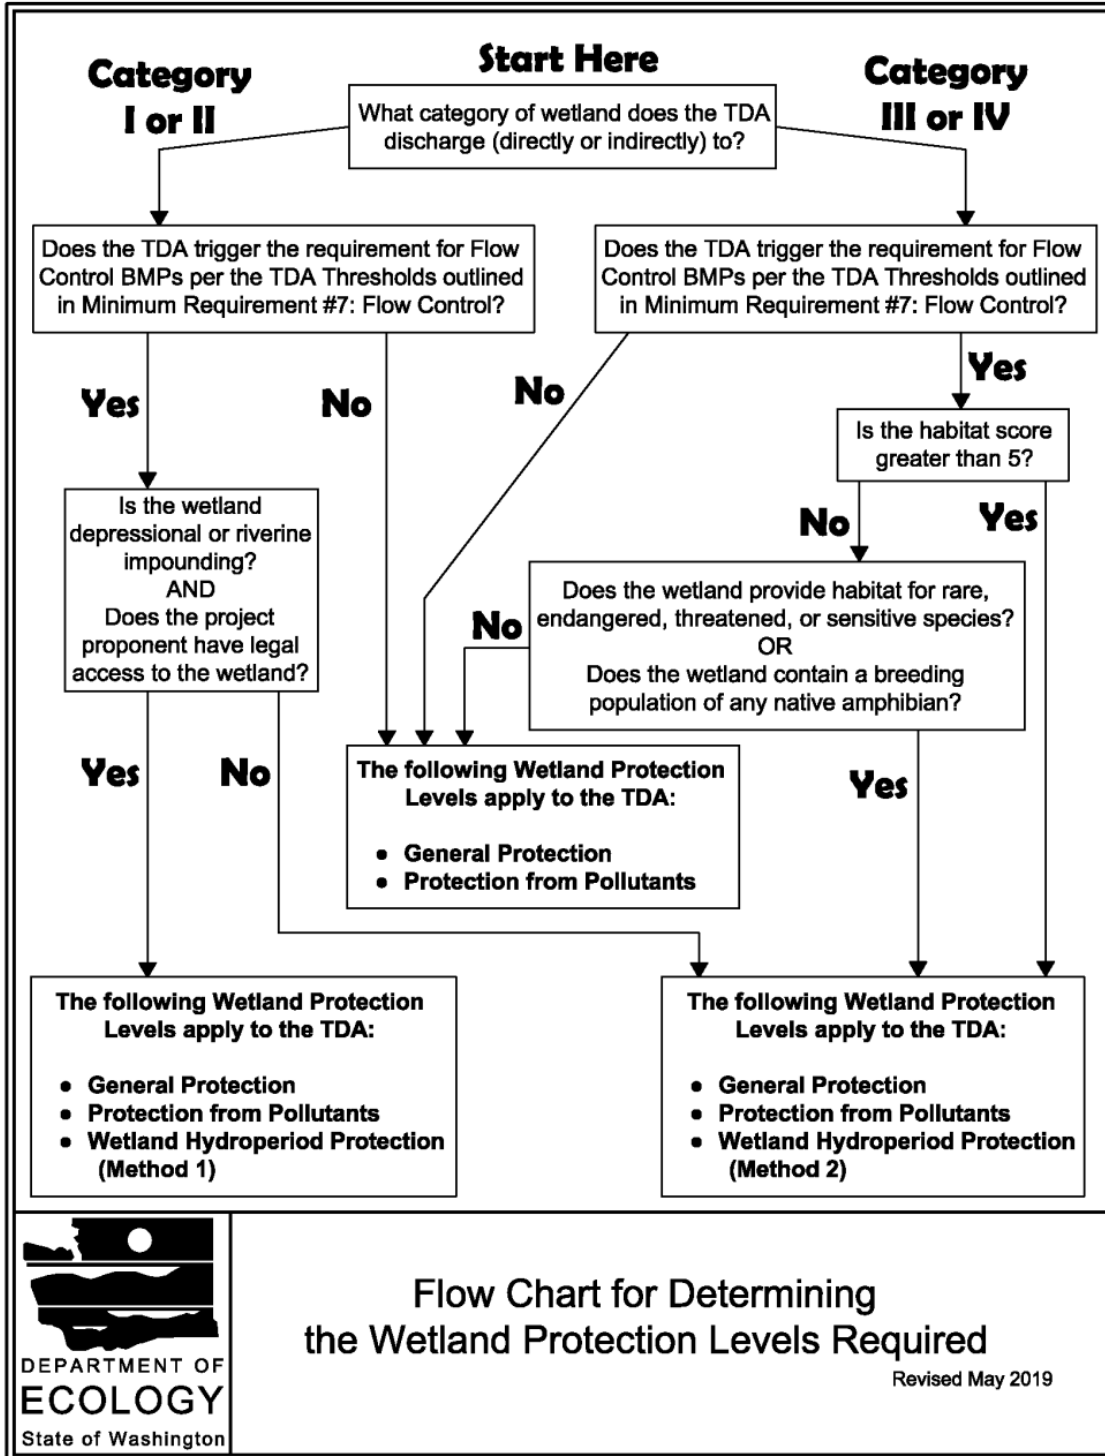 Start Here
Category
I or II
Category
III or IV
What category of wetland does the TDA
discharge (directly or indirectly) to?
Does the TDA trigger the requirement for Flow
Control BMPs per the TDA Thresholds outlined
in Minimum Requirement #7: Flow Control?
Does the TDA trigger the requirement for Flow
Control BMPs per the TDA Thresholds outlined
in Minimum Requirement #7: Flow Control?
Yes
No
No
Yes
Is the habitat score
greater than 5?
Is the wetland
depressional or riverine
impounding?
AND
Does the project
proponent have legal
access to the wetland?
No
Yes
Does the wetland provide habitat for rare,
endangered, threatened, or sensitive species?
OR
Does the wetland contain a breeding
population of any native amphibian?
No
Yes
No
Yes
The following Wetland Protection
Levels apply to the TDA:
• General Protection
• Protection from Pollutants
The following Wetland Protection
Levels apply to the TDA:
• General Protection
• Protection from Pollutants
• Wetland Hydroperiod Protection
(Method 1)
The following Wetland Protection
Levels apply to the TDA:
• General Protection
• Protection from Pollutants
• Wetland Hydroperiod Protection
(Method 2)
DEPARTMENT OF
ECOLOGY
State of Washington
Flow Chart for Determining
the Wetland Protection Levels Required
Revised May 2019